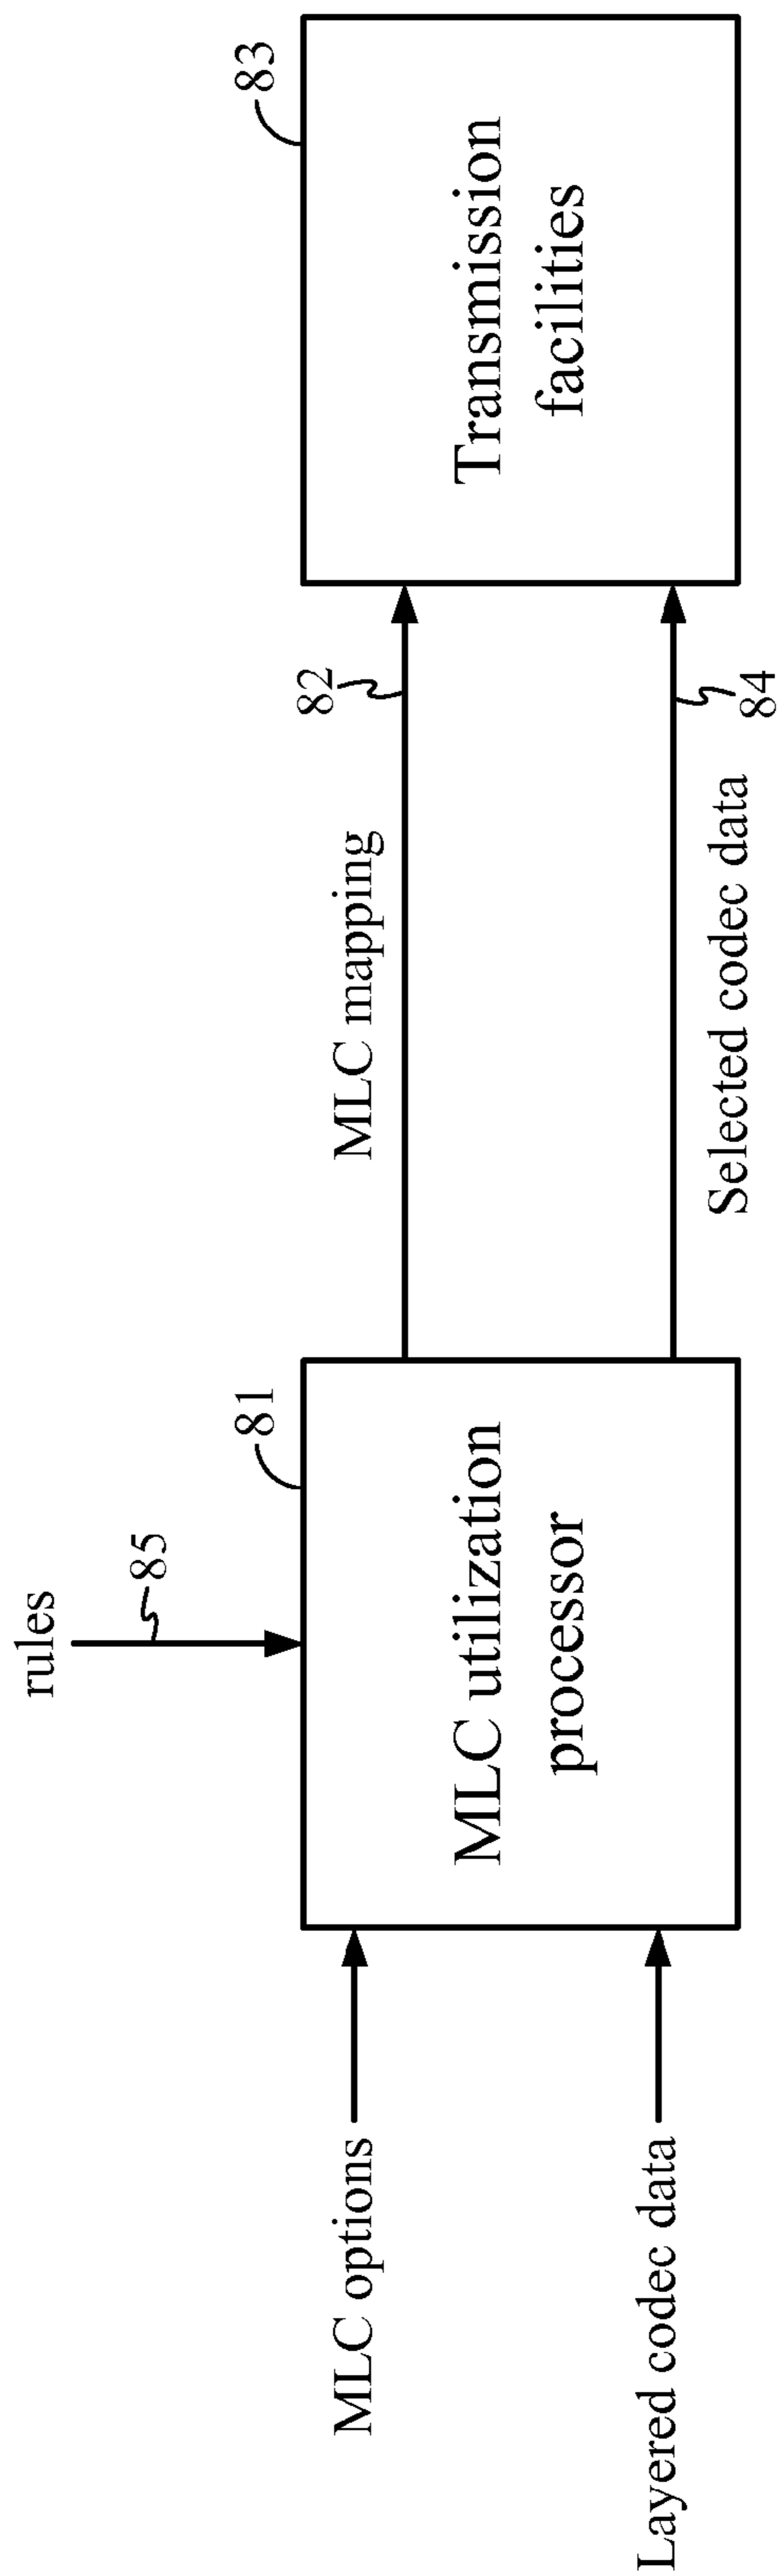 rules
85
81
MLC options
MLC utilization
processor
Layered codec data
MLC mapping
82
Selected codec data
84
83
Transmission
facilities